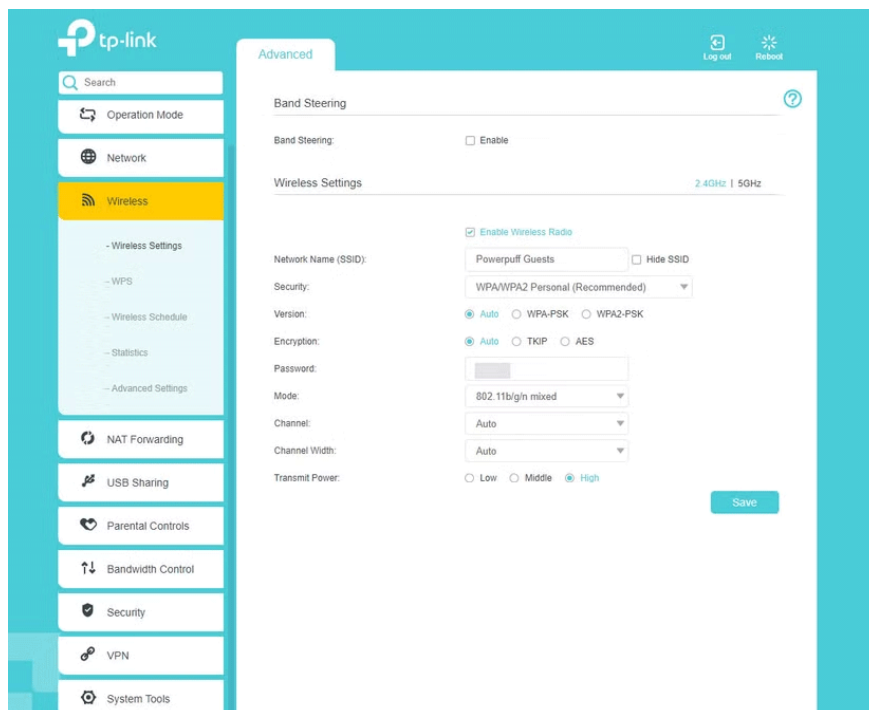 tp-link
Advanced
Log out
Reboot
Search
Operation Mode
Network
Wireless
- Wireless Settings
- WPS
- Wireless Schedule
- Statistics
- Advanced Settings
NAT Forwarding
USB Sharing
Parental Controls
Bandwidth Control
Security
VPN
System Tools
Band Steering
Band Steering: Enable
Wireless Settings 2.4GHz | 5GHz
Enable Wireless Radio
Network Name (SSID): Powerpuff Guests Hide SSID
Security: WPA/WPA2 Personal (Recommended)
Version: Auto WPA-PSK WPA2-PSK
Encryption: Auto TKIP AES
Password:
Mode: 802.11b/g/n mixed
Channel: Auto
Channel Width: Auto
Transmit Power: Low Middle High
Save